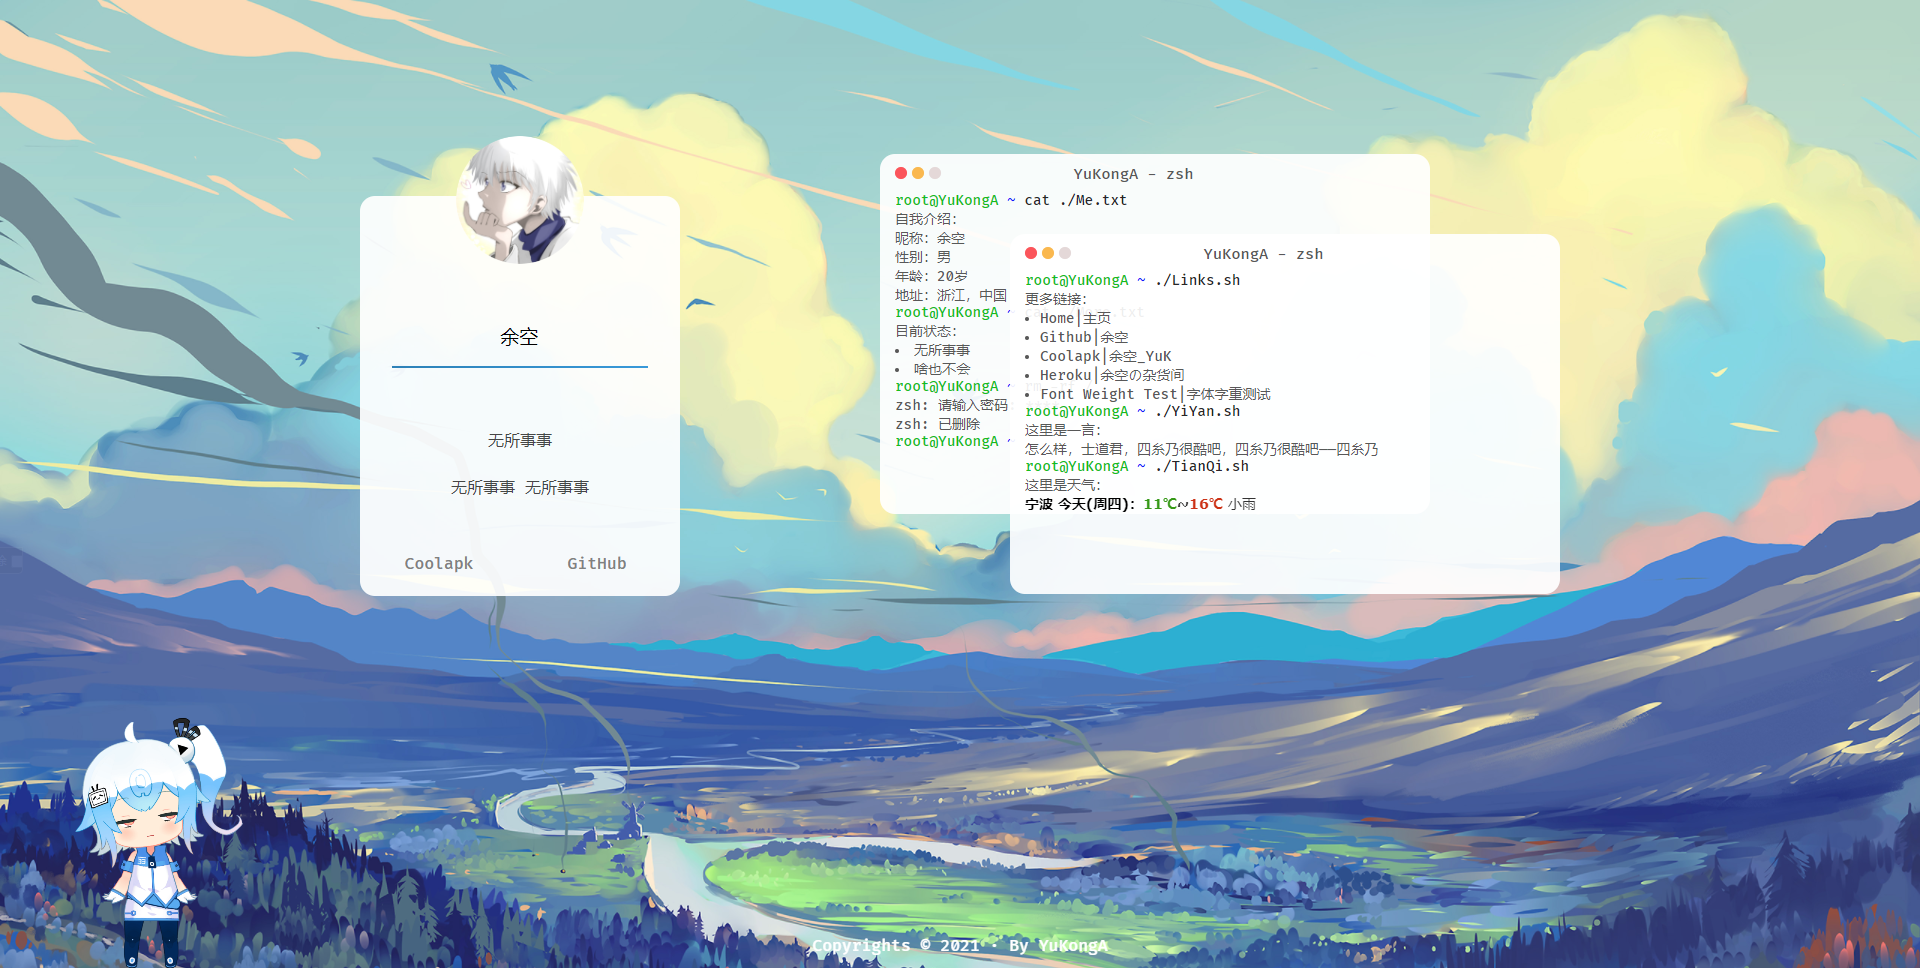 余空
无所事事
无所事事 无所事事
Coolapk
GitHub
YuKongA - zsh
root@YuKongA ~ cat ./Me.txt
自我介绍：
昵称：余空
性别：男
年龄：20岁
地址：浙江，中国
root@YuKongA ~
目前状态：
• 无所事事
• 啥也不会
root@YuKongA ~
zsh: 请输入密码：
zsh: 已删除
root@YuKongA ~
YuKongA - zsh
root@YuKongA ~ ./Links.sh
更多链接：
• Home|主页
• Github|余空
• Coolapk|余空_YuK
• Heroku|余空の杂货间
• Font Weight Test|字体字重测试
root@YuKongA ~ ./YiYan.sh
这里是一言：
怎么样，士道君，四糸乃很酷吧，四糸乃很酷吧——四糸乃
root@YuKongA ~ ./TianQi.sh
这里是天气：
宁波 今天(周四)：11℃~16℃ 小雨
Copyrights © 2021 · By YuKongA